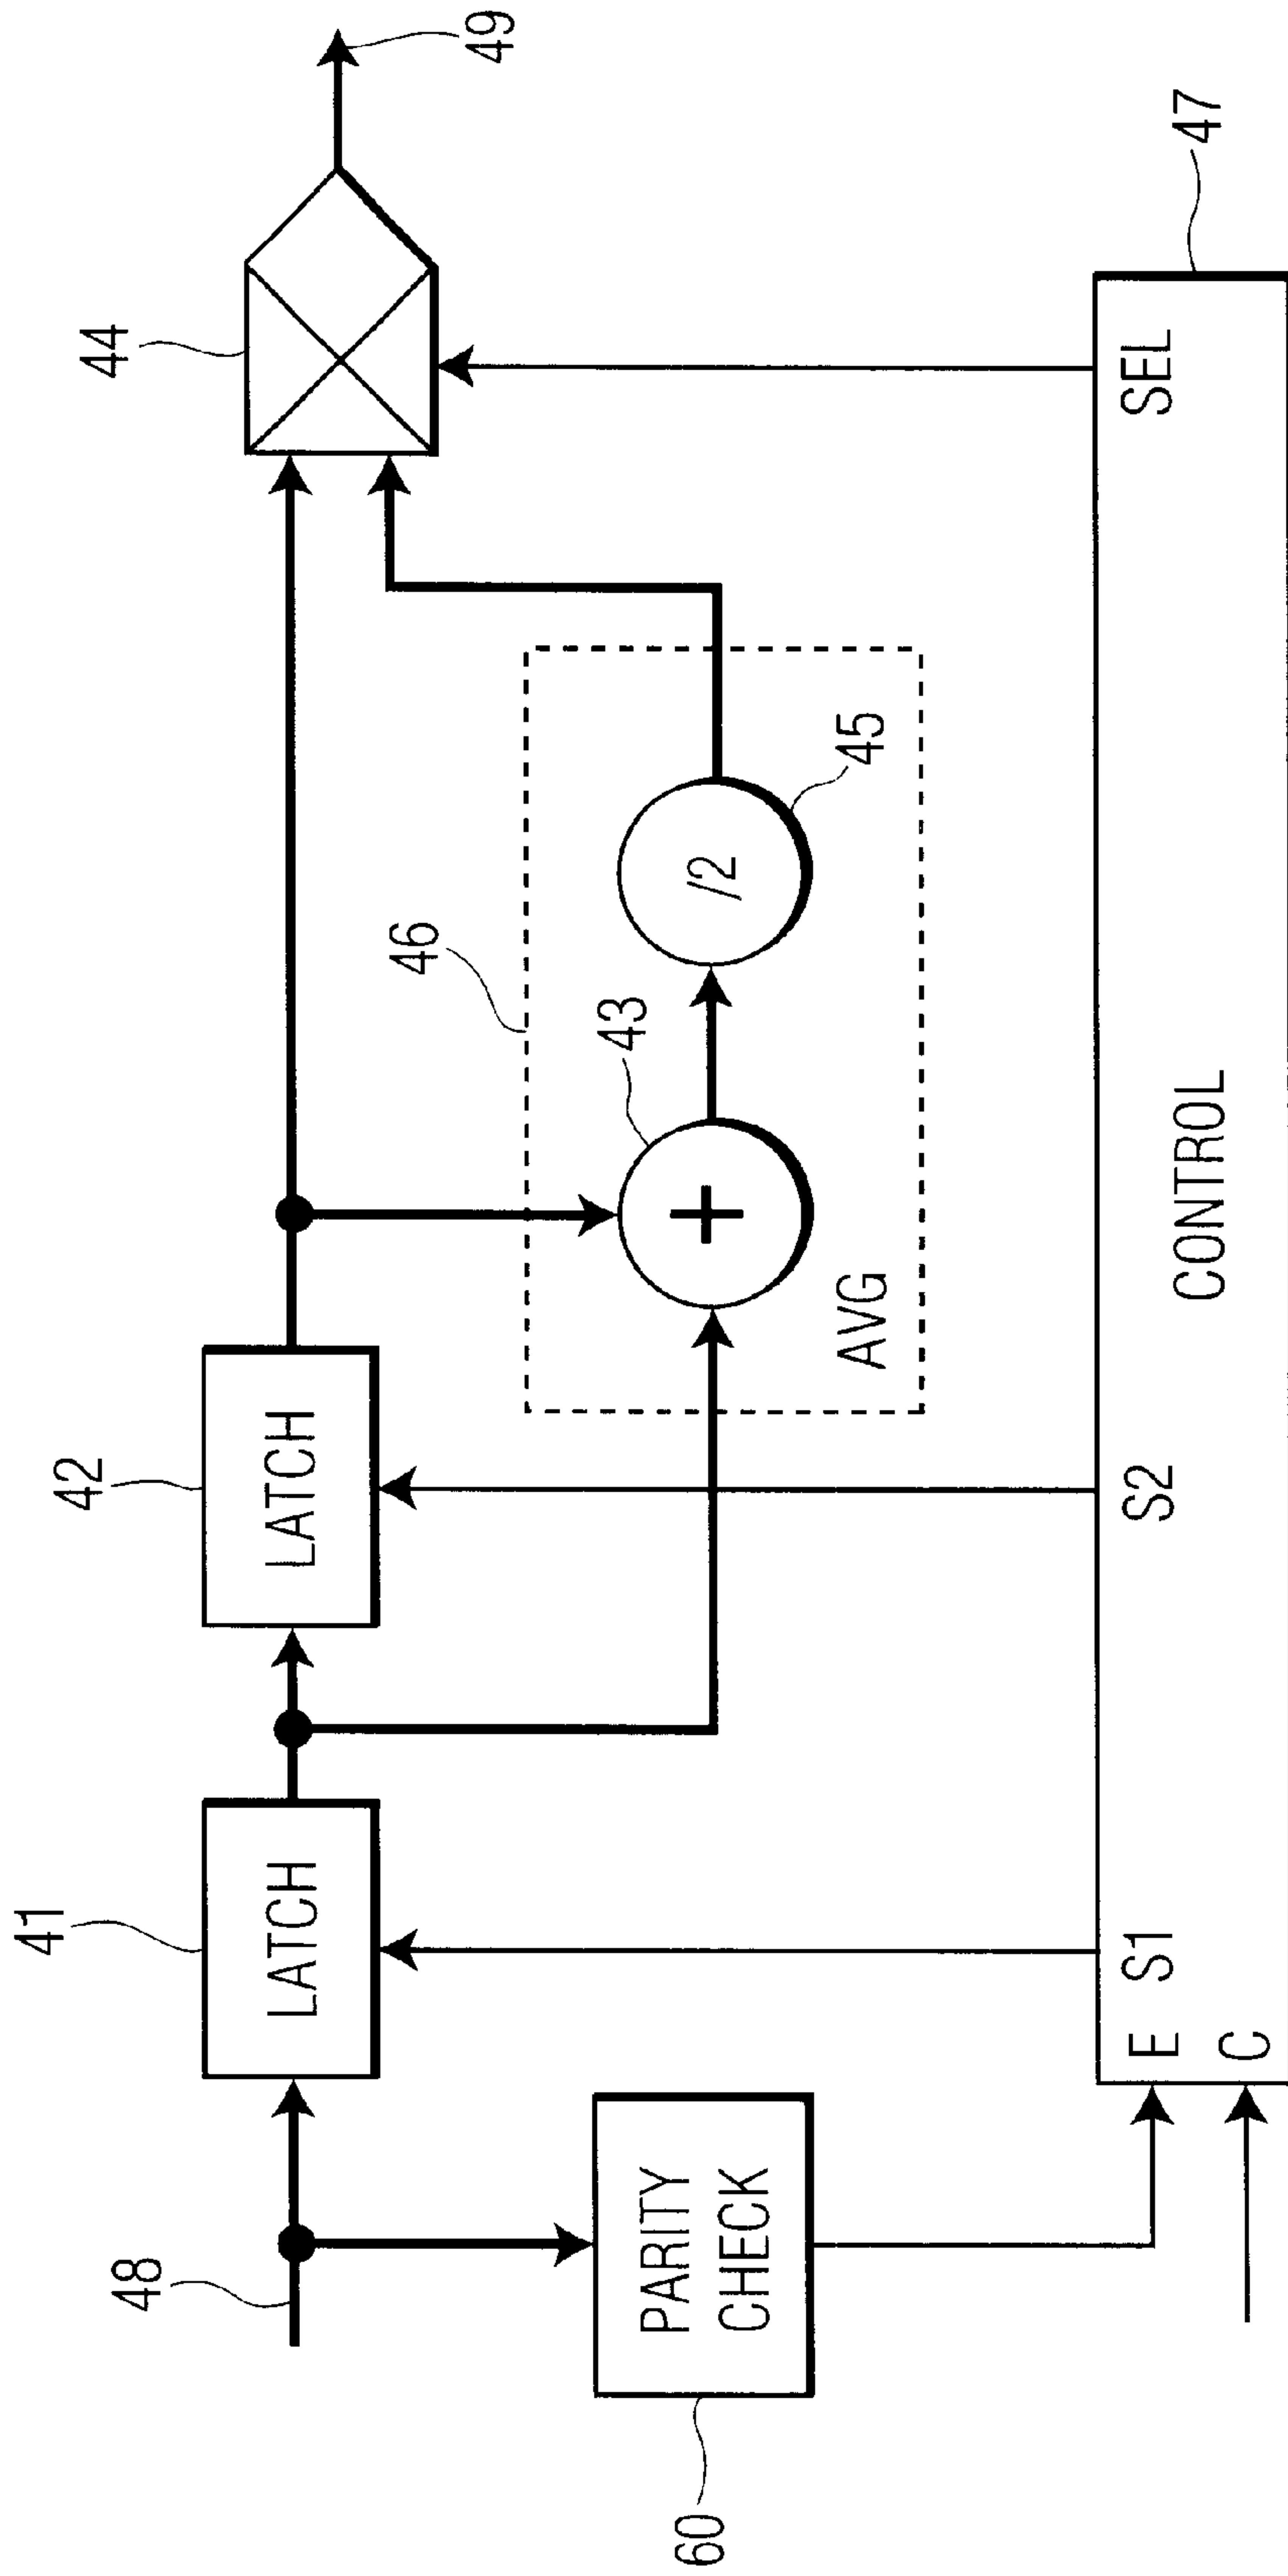 41
42
44
48
49
LATCH
LATCH
46
43
45
+
/2
AVG
60
PARITY
CHECK
E
S1
S2
SEL
C
CONTROL
47